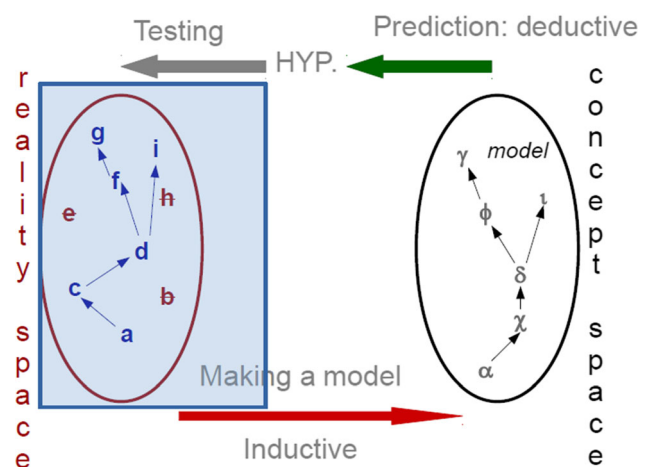 Testing
Prediction: deductive
HYP.
reality space
g
i
f
h
e
d
c
b
a
model
γ
ϕ
ι
δ
χ
α
concept space
Making a model
Inductive